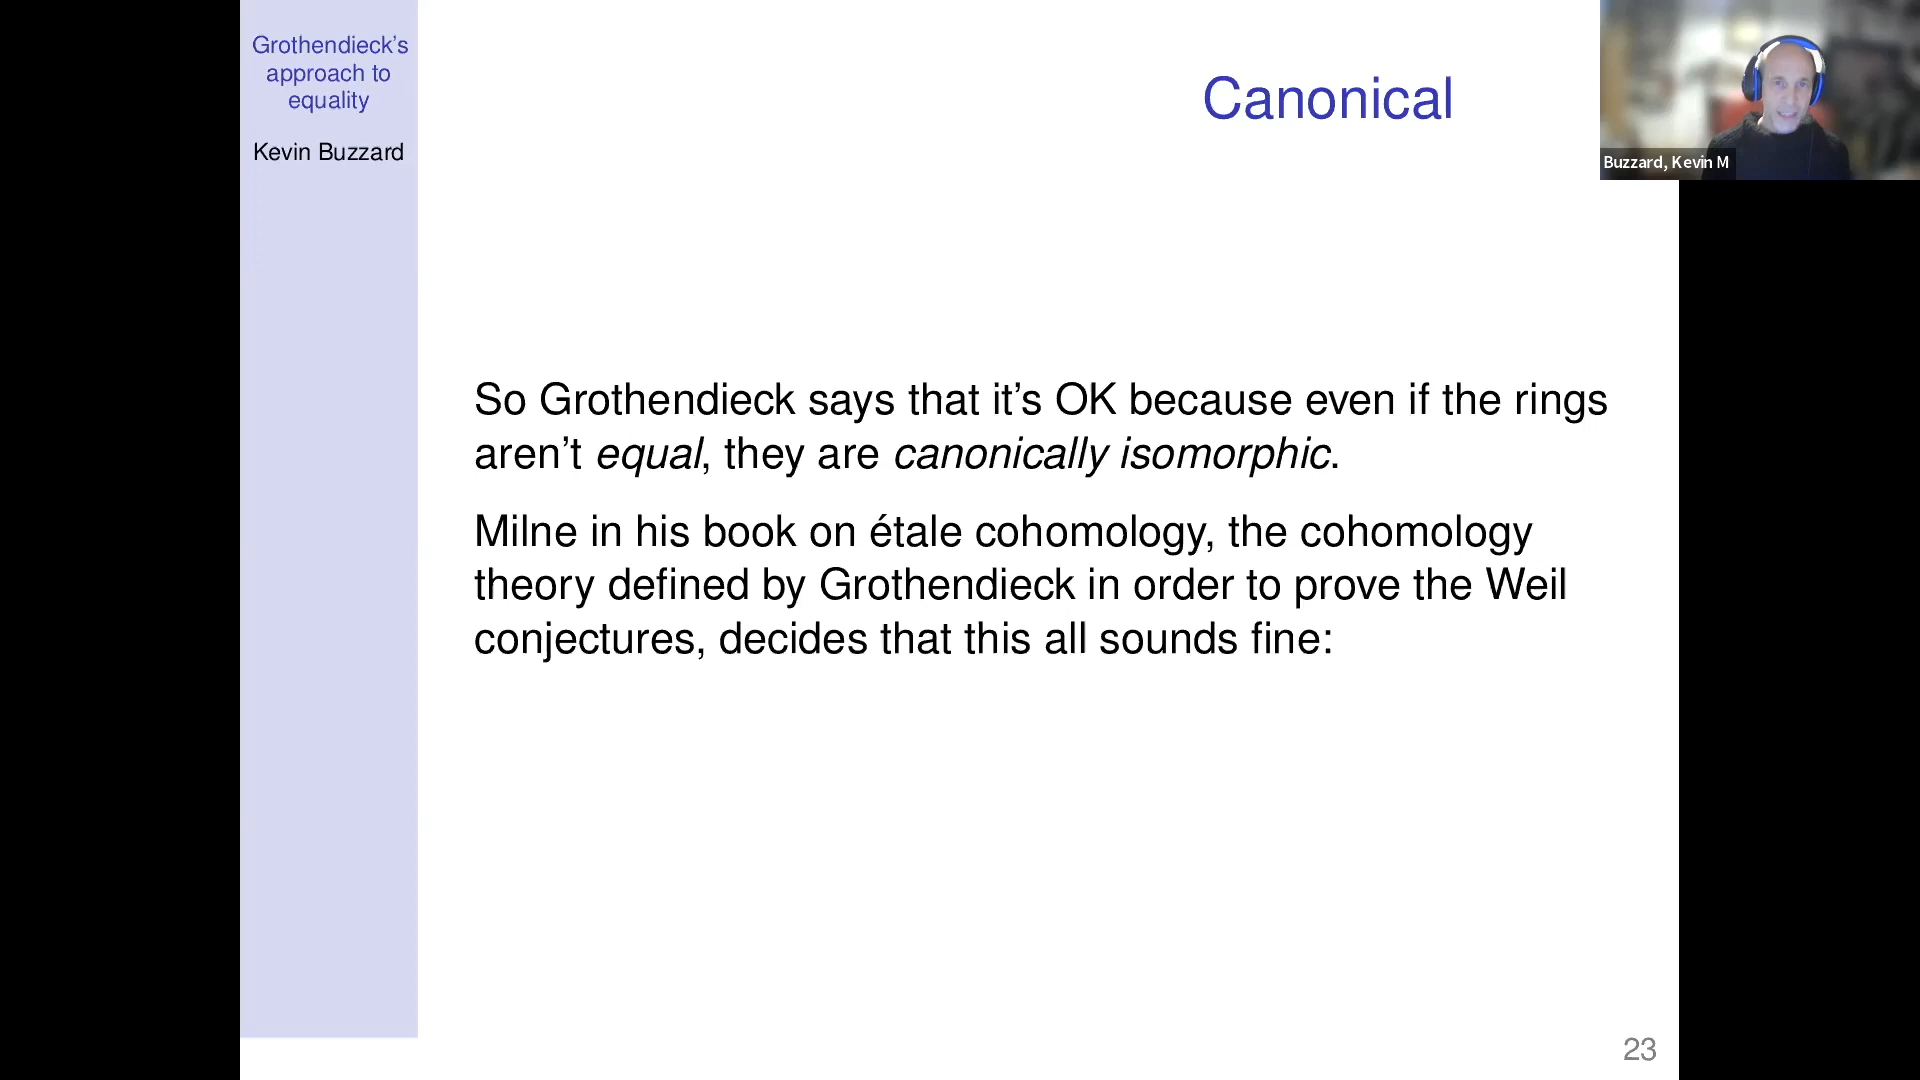 Grothendieck's
approach to
equality
Kevin Buzzard
Canonical
Buzzard, Kevin M
So Grothendieck says that it's OK because even if the rings
aren't equal, they are canonically isomorphic.
Milne in his book on étale cohomology, the cohomology
theory defined by Grothendieck in order to prove the Weil
conjectures, decides that this all sounds fine:
23